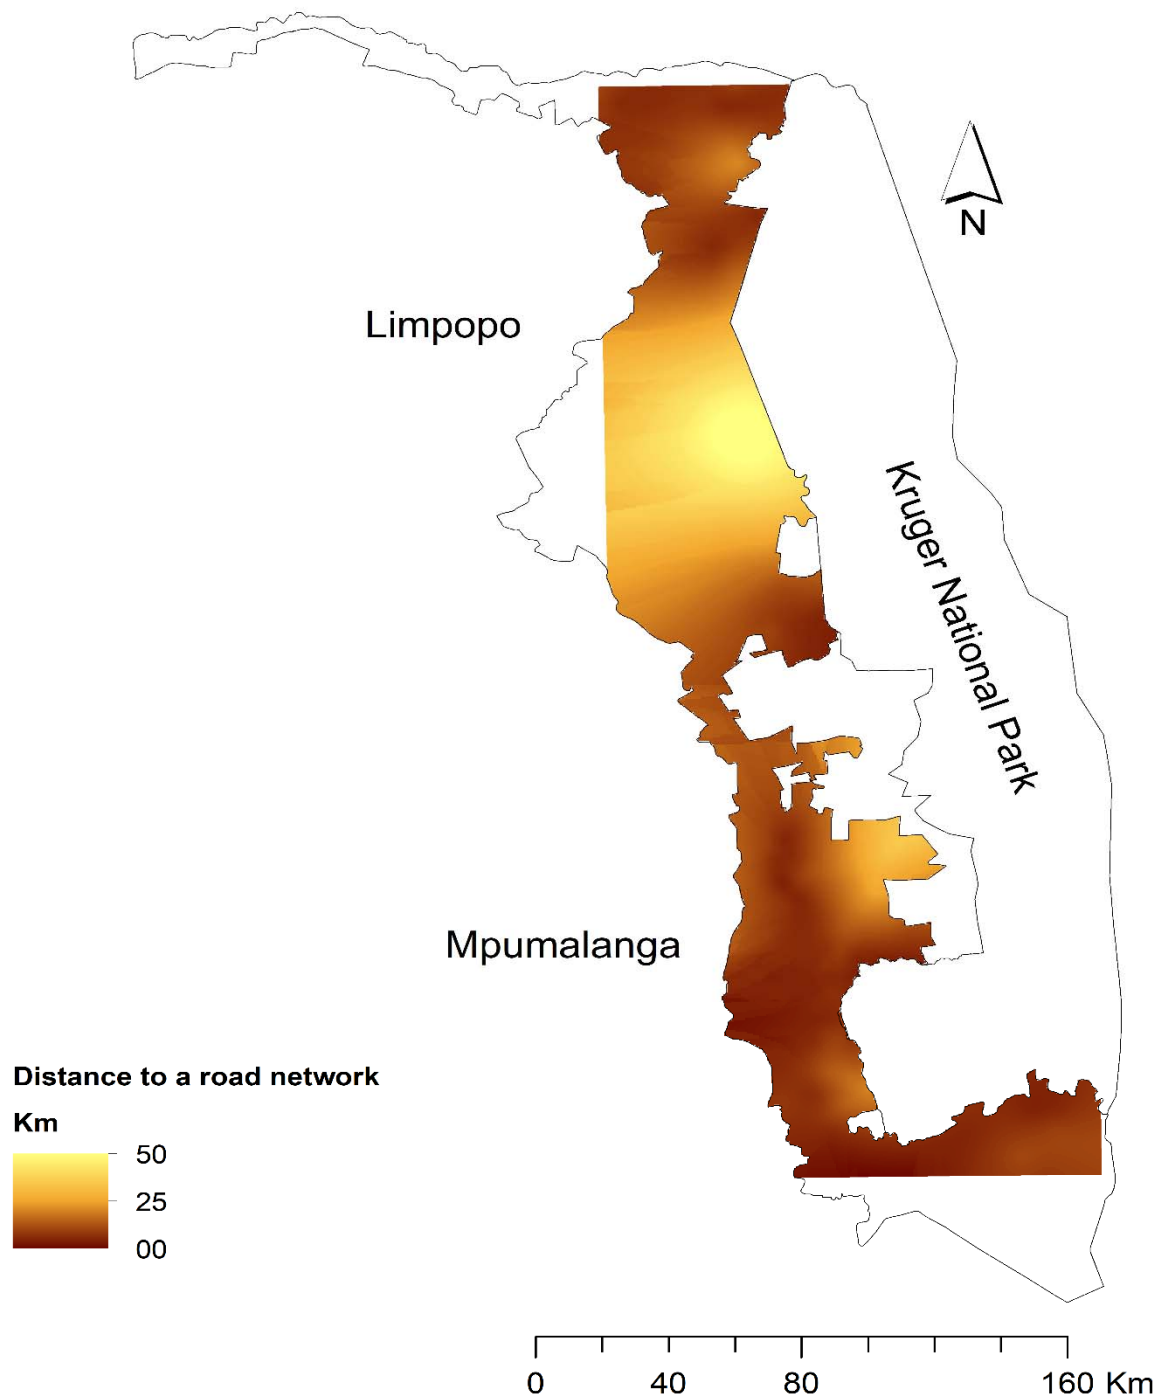 N
Limpopo
Kruger National Park
Mpumalanga
Distance to a road network
Km
50
25
00
0 40 80 160 Km